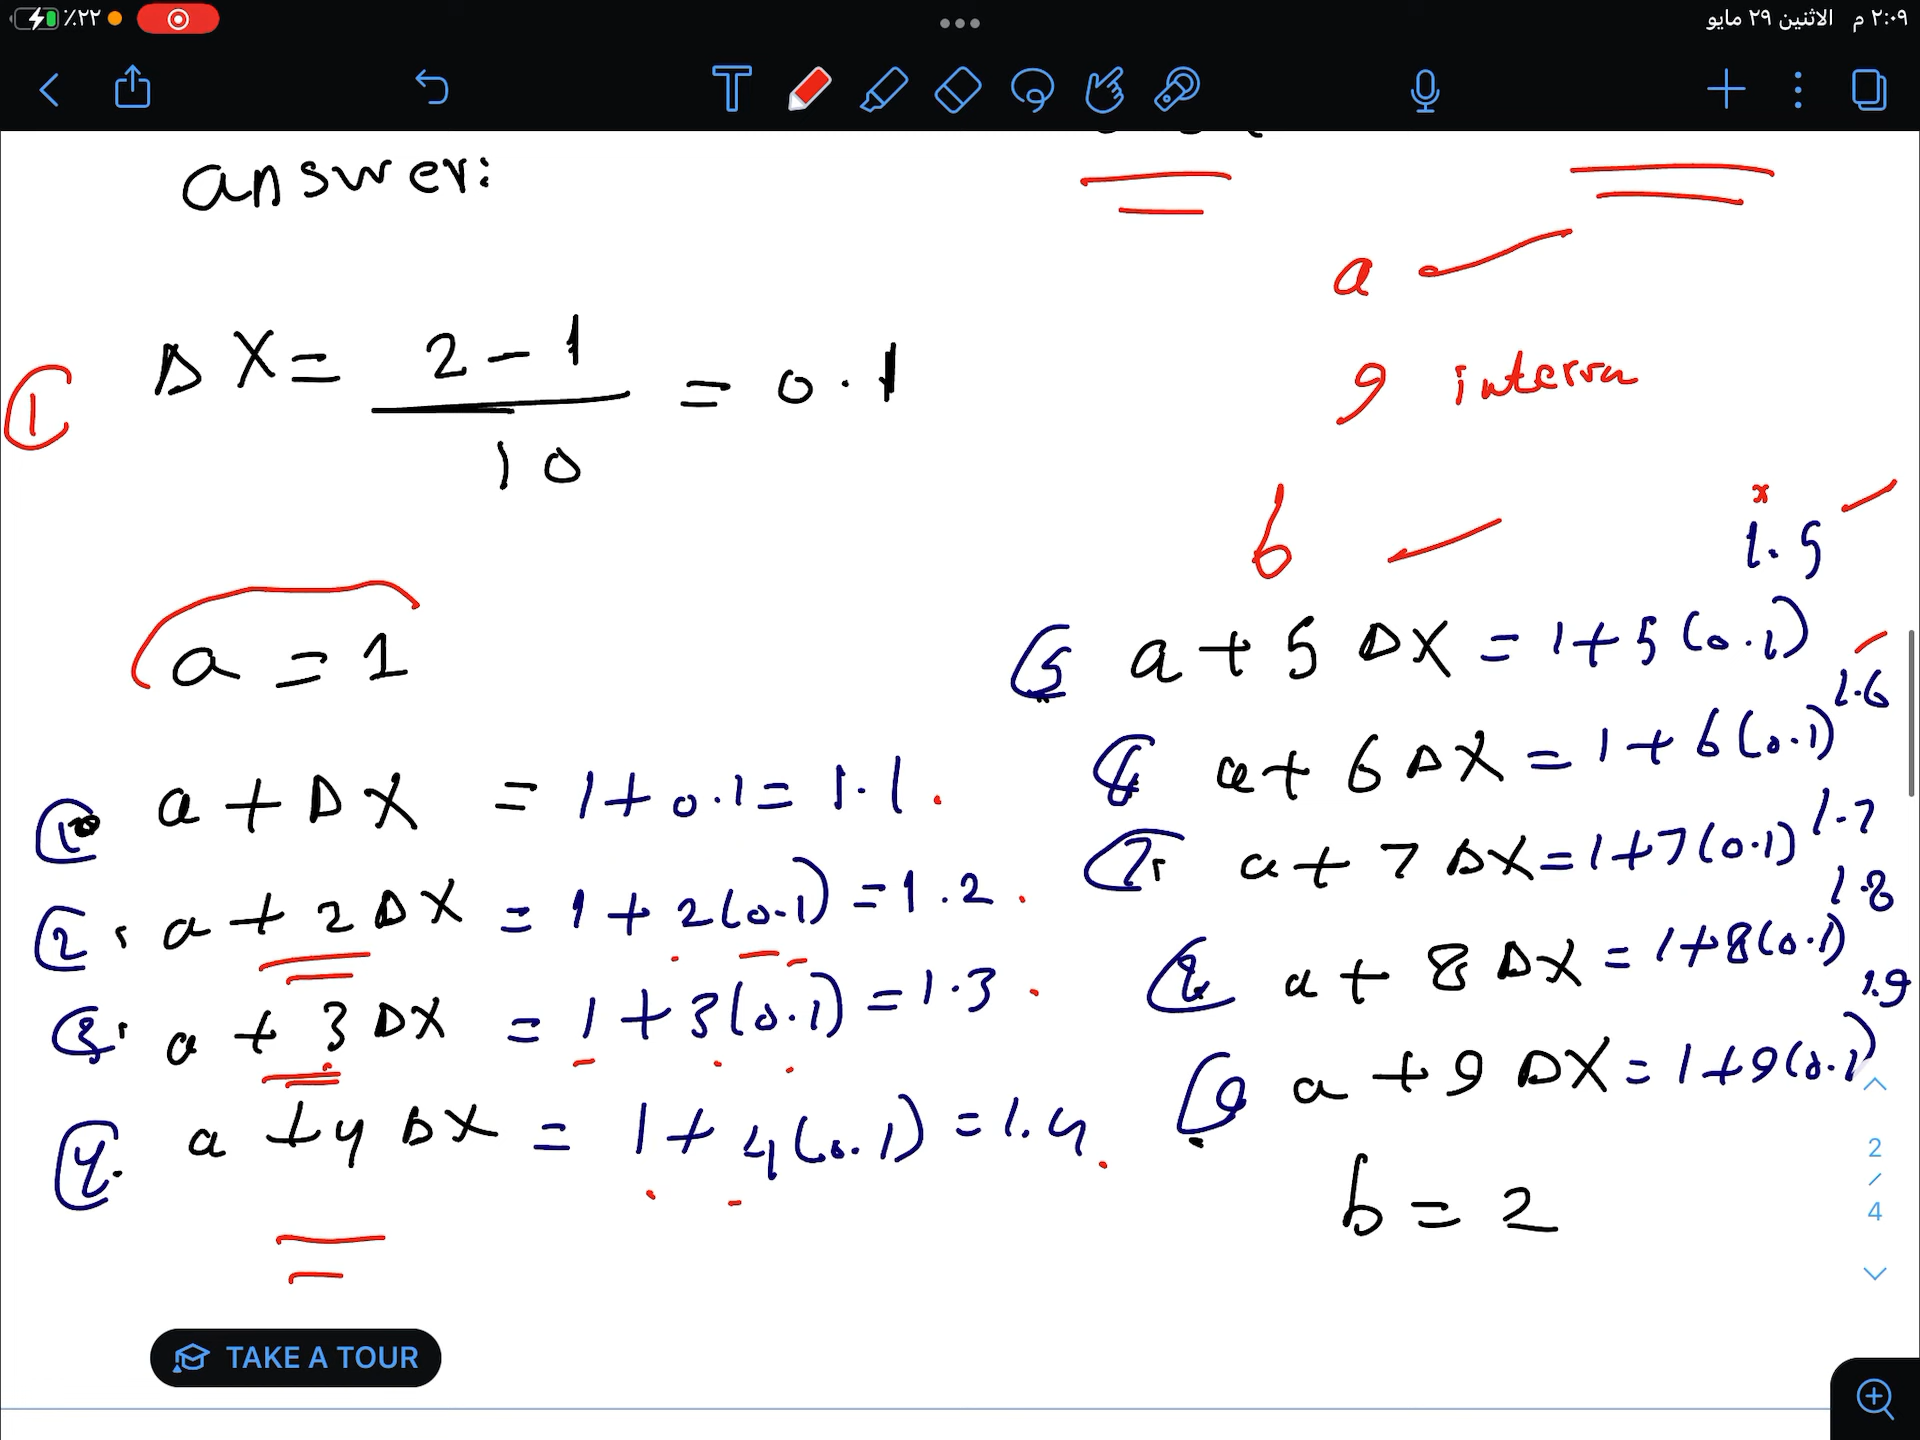 ٪٢٢
٢:٠٩ م الاثنين ٢٩ مايو
answer:
a
① ΔX = 2 - 1 / 10 = 0.1
9 interva
b
x
1.5
a = 1
⑤ a + 5 ΔX = 1 + 5 (0.1)
1.6
a + 6 ΔX = 1 + 6 (0.1)
1.7
⑦ a + 7 ΔX = 1 + 7 (0.1)
1.8
a + 8 ΔX = 1 + 8 (0.1)
1.9
⑨ a + 9 ΔX = 1 + 9 (0.1)
b = 2
① a + ΔX = 1 + 0.1 = 1.1
② a + 2 ΔX = 1 + 2 (0.1) = 1.2
③ a + 3 ΔX = 1 + 3 (0.1) = 1.3
④ a + 4 ΔX = 1 + 4 (0.1) = 1.4
2
/
4
TAKE A TOUR